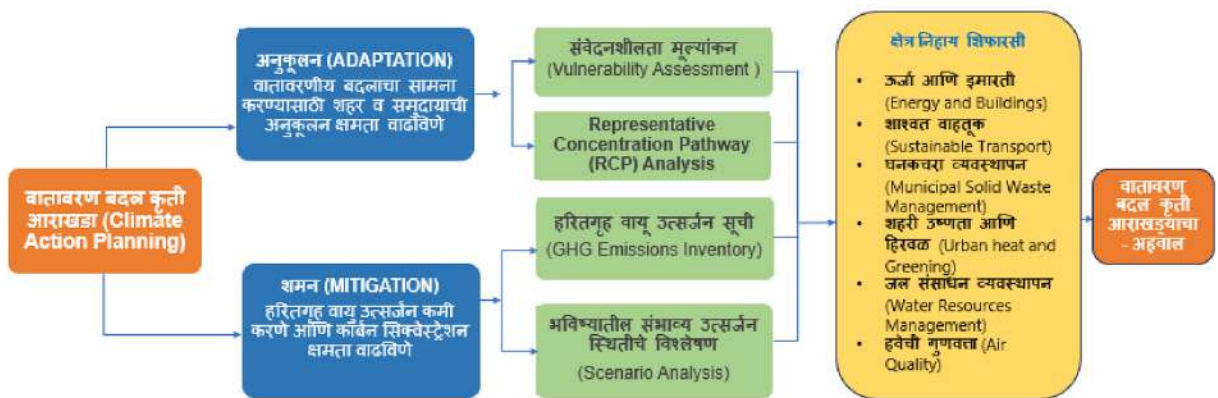 वातावरण बदल कृती
आराखडा (Climate
Action Planning)
अनुकूलन (ADAPTATION)
वातावरणीय बदलाचा सामना
करण्यासाठी शहर व समुदायाची
अनुकूलन क्षमता वाढविणे
शमन (MITIGATION)
हरितगृह वायु उत्सर्जन कमी
करणे आणि कार्बन सिक्वेस्ट्रेशन
क्षमता वाढविणे
संवेदनशीलता मूल्यांकन
(Vulnerability Assessment )
Representative
Concentration Pathway
(RCP) Analysis
हरितगृह वायू उत्सर्जन सूची
(GHG Emissions Inventory)
भविष्यातील संभाव्य उत्सर्जन
स्थितीचे विश्लेषण
(Scenario Analysis)
क्षेत्र निहाय शिफारसी
• ऊर्जा आणि इमारती
(Energy and Buildings)
• शाश्वत वाहतूक
(Sustainable Transport)
• घनकचरा व्यवस्थापन
(Municipal Solid Waste
Management)
• शहरी उष्णता आणि
हिरवळ (Urban heat and
Greening)
• जल संसाधन व्यवस्थापन
(Water Resources
Management)
• हवेची गुणवत्ता (Air
Quality)
वातावरण
बदल कृती
आराखड्याचा
- अहवाल